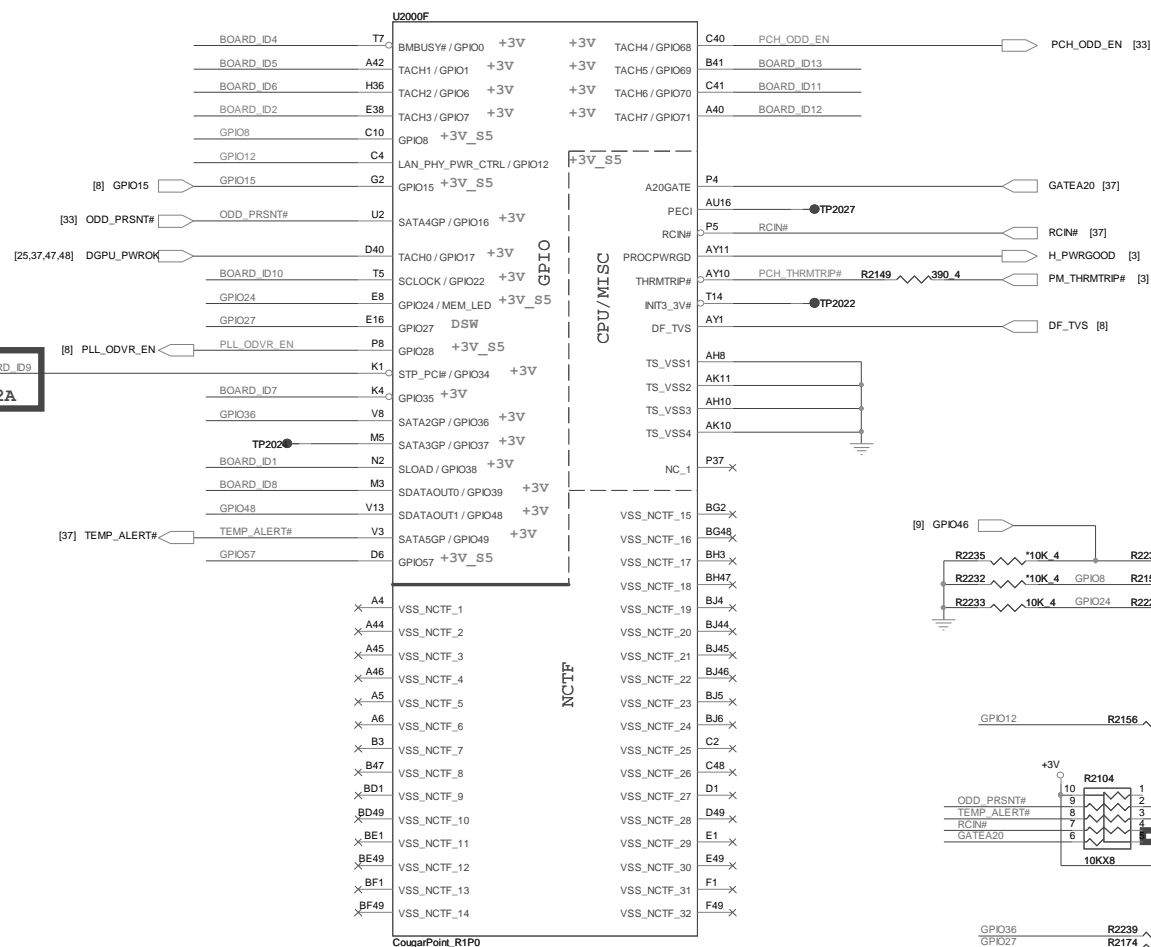 U2000F
BOARD_ID4 T7 BMBUSY# / GPIO0 +3V +3V TACH4 / GPIO68 C40 PCH_ODD_EN PCH_ODD_EN [33]
BOARD_ID5 A42 TACH1 / GPIO1 +3V +3V TACH5 / GPIO69 B41 BOARD_ID13
BOARD_ID6 H36 TACH2 / GPIO6 +3V +3V TACH6 / GPIO70 C41 BOARD_ID11
BOARD_ID2 E38 TACH3 / GPIO7 +3V +3V TACH7 / GPIO71 A40 BOARD_ID12
GPIO8 C10 GPIO8 +3V_S5
GPIO12 C4 LAN_PHY_PWR_CTRL / GPIO12 +3V_S5
[8] GPIO15 GPIO15 G2 GPIO15 +3V_S5 A20GATE P4 GATEA20 [37]
PECI AU16 TP2027
[33] ODD_PRSNT# ODD_PRSNT# U2 SATA4GP / GPIO16 +3V RCIN# P5 RCIN# RCIN# [37]
[25,37,47,48] DGPU_PWROK D40 TACH0 / GPIO17 +3V PROCPWRGD AY11 H_PWRGOOD [3]
GPIO
CPU/MISC
BOARD_ID10 T5 SCLOCK / GPIO22 +3V THRMTRIP# AY10 PCH_THRMTRIP# R2149 390_4 PM_THRMTRIP# [3]
GPIO24 E8 GPIO24 / MEM_LED +3V_S5 INIT3_3V# T14 TP2022
GPIO27 E16 GPIO27 DSW DF_TVS AY1 DF_TVS [8]
[8] PLL_ODVR_EN PLL_ODVR_EN P8 GPIO28 +3V_S5
RD_ID9 K1 STP_PCI# / GPIO34 +3V TS_VSS1 AH8
2A
BOARD_ID7 K4 GPIO35 +3V TS_VSS2 AK11
GPIO36 V8 SATA2GP / GPIO36 +3V TS_VSS3 AH10
M5 SATA3GP / GPIO37 +3V TS_VSS4 AK10
BOARD_ID1 N2 SLOAD / GPIO38 +3V NC_1 P37
BOARD_ID8 M3 SDATAOUT0 / GPIO39 +3V
GPIO48 V13 SDATAOUT1 / GPIO48 +3V VSS_NCTF_15 BG2
[37] TEMP_ALERT# TEMP_ALERT# V3 SATA5GP / GPIO49 +3V VSS_NCTF_16 BG48
GPIO57 D6 GPIO57 +3V_S5 VSS_NCTF_17 BH3
VSS_NCTF_18 BH47
A4 VSS_NCTF_1 VSS_NCTF_19 BJ4
A44 VSS_NCTF_2 VSS_NCTF_20 BJ44
A45 VSS_NCTF_3 VSS_NCTF_21 BJ45
A46 VSS_NCTF_4 VSS_NCTF_22 BJ46
NCTF
A5 VSS_NCTF_5 VSS_NCTF_23 BJ5
A6 VSS_NCTF_6 VSS_NCTF_24 BJ6
B3 VSS_NCTF_7 VSS_NCTF_25 C2
B47 VSS_NCTF_8 VSS_NCTF_26 C48
BD1 VSS_NCTF_9 VSS_NCTF_27 D1
BD49 VSS_NCTF_10 VSS_NCTF_28 D49
BE1 VSS_NCTF_11 VSS_NCTF_29 E1
BE49 VSS_NCTF_12 VSS_NCTF_30 E49
BF1 VSS_NCTF_13 VSS_NCTF_31 F1
BF49 VSS_NCTF_14 VSS_NCTF_32 F49
CougarPoint_R1P0
[9] GPIO46
R2235 *10K_4
R2232 *10K_4 GPIO8
R2233 10K_4 GPIO24
GPIO12 R2156
+3V
R2104
10 1
ODD_PRSNT# 9 2
TEMP_ALERT# 8 3
RCIN# 7 4
GATEA20 6
10KX8
GPIO36 R2239
GPIO27 R2174